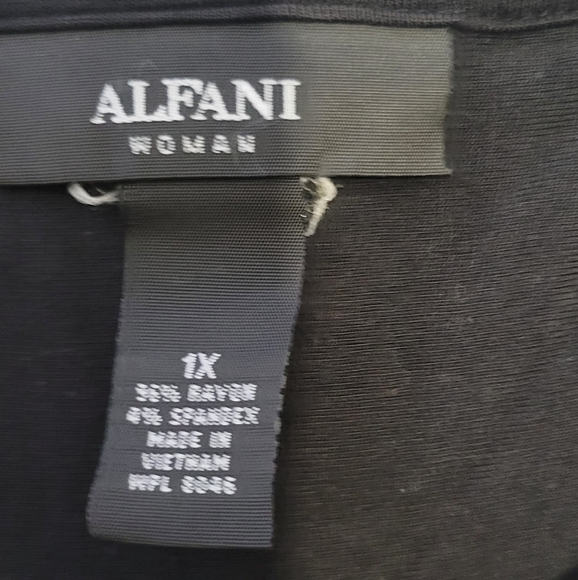 ALFANI
WOMAN
1X
96% RAYON
4% SPANDEX
MADE IN
VIETNAM
WPL